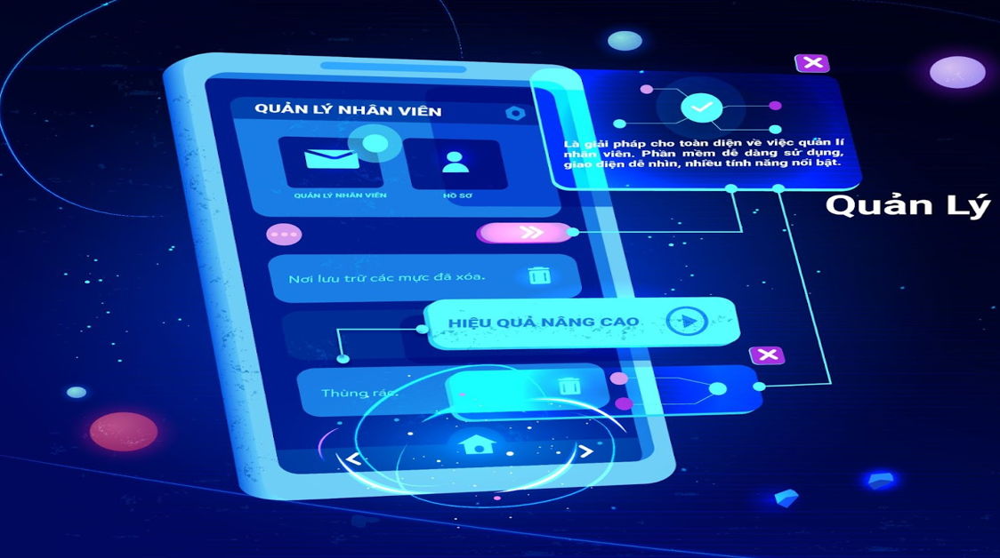 QUẢN LÝ NHÂN VIÊN
QUẢN LÝ NHÂN VIÊN
HỒ SƠ
Là giải pháp cho toàn diện về việc quản lí
nhân viên. Phần mềm dễ dàng sử dụng,
giao diện dễ nhìn, nhiều tính năng nổi bật.
Quản Lý
Nơi lưu trữ các mục đã xóa.
HIỆU QUẢ NÂNG CAO
Thùng rác.